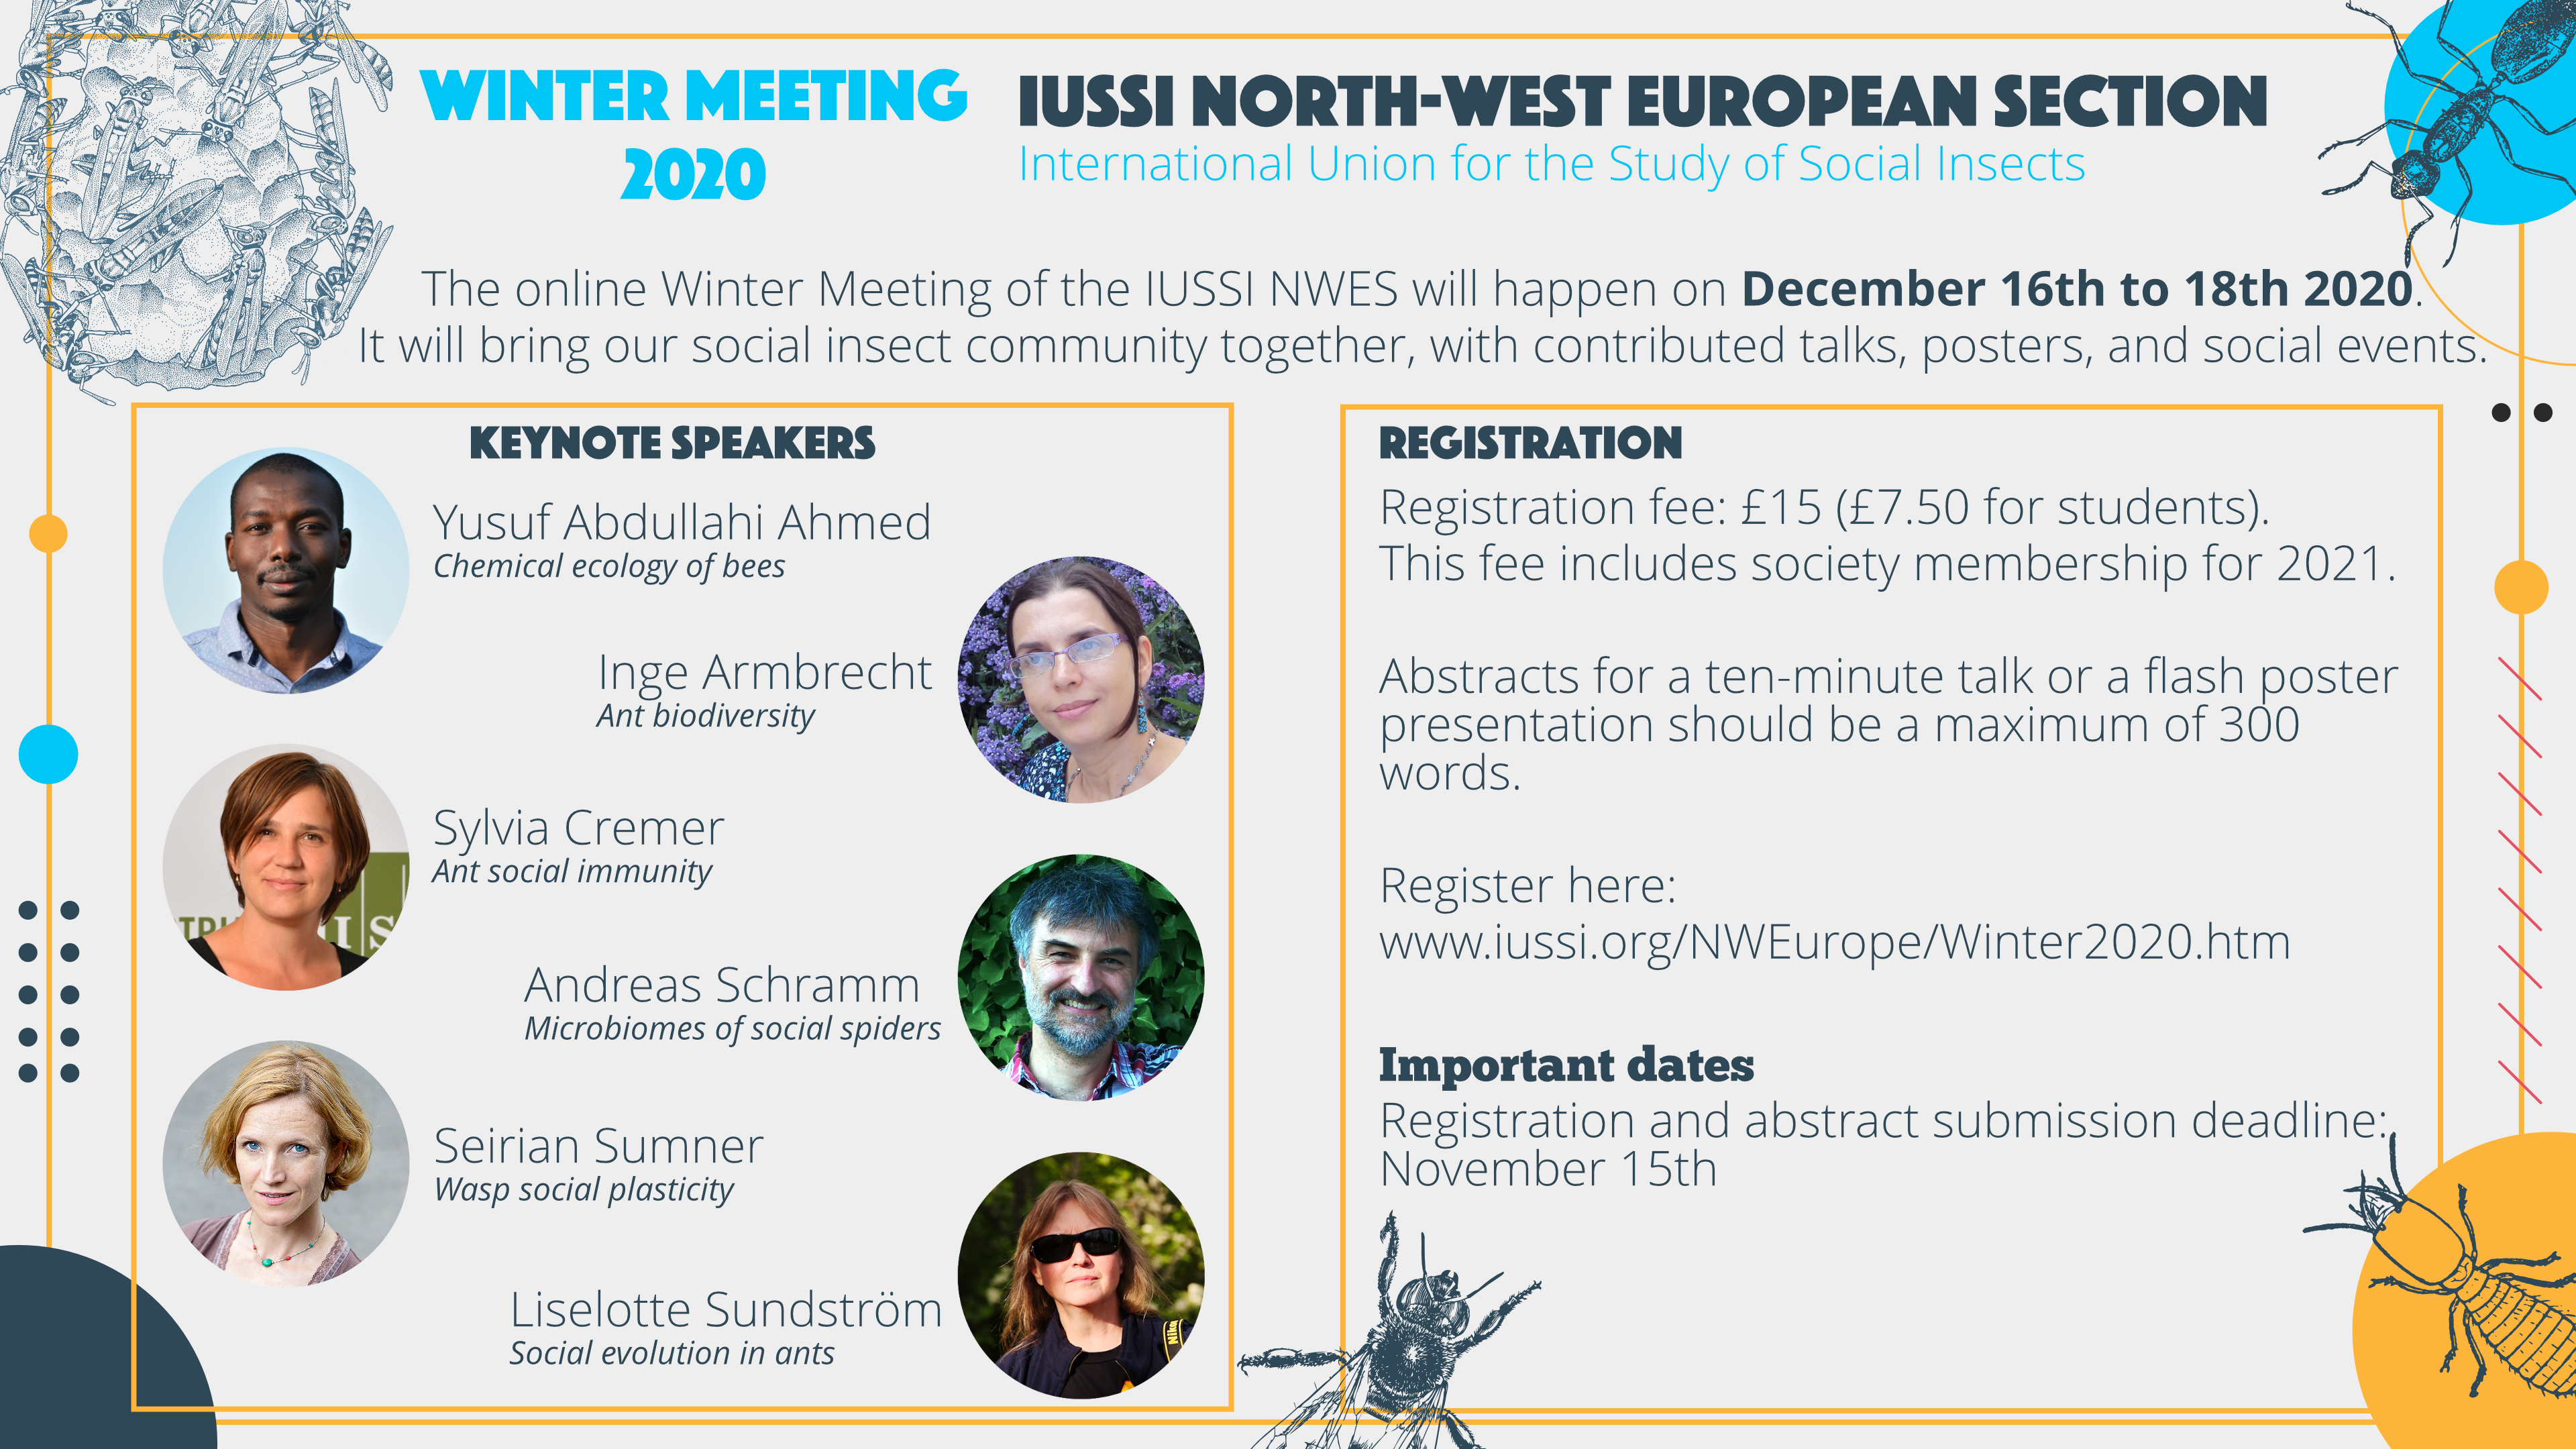 WINTER MEETING
2020
IUSSI NORTH-WEST EUROPEAN SECTION
International Union for the Study of Social Insects
The online Winter Meeting of the IUSSI NWES will happen on December 16th to 18th 2020.
It will bring our social insect community together, with contributed talks, posters, and social events.
KEYNOTE SPEAKERS
Yusuf Abdullahi Ahmed
Chemical ecology of bees
Inge Armbrecht
Ant biodiversity
Sylvia Cremer
Ant social immunity
Andreas Schramm
Microbiomes of social spiders
Seirian Sumner
Wasp social plasticity
Liselotte Sundström
Social evolution in ants
REGISTRATION
Registration fee: £15 (£7.50 for students).
This fee includes society membership for 2021.
Abstracts for a ten-minute talk or a flash poster
presentation should be a maximum of 300
words.
Register here:
www.iussi.org/NWEurope/Winter2020.htm
Important dates
Registration and abstract submission deadline:
November 15th